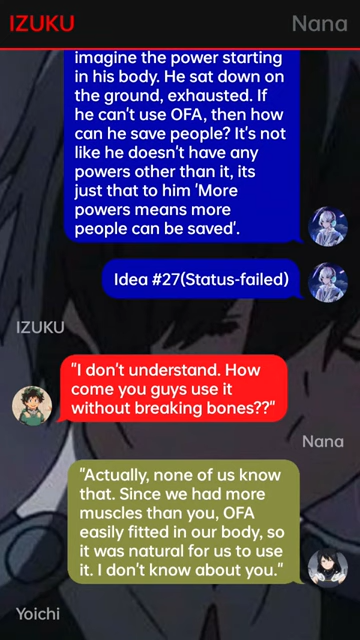 IZUKU
Nana
imagine the power starting
in his body. He sat down on
the ground, exhausted. If
he can't use OFA, then how
can he save people? It's not
like he doesn't have any
powers other than it, its
just that to him 'More
powers means more
people can be saved'.
Idea #27(Status-failed)
IZUKU
"I don't understand. How
come you guys use it
without breaking bones??"
Nana
"Actually, none of us know
that. Since we had more
muscles than you, OFA
easily fitted in our body, so
it was natural for us to use
it. I don't know about you."
Yoichi